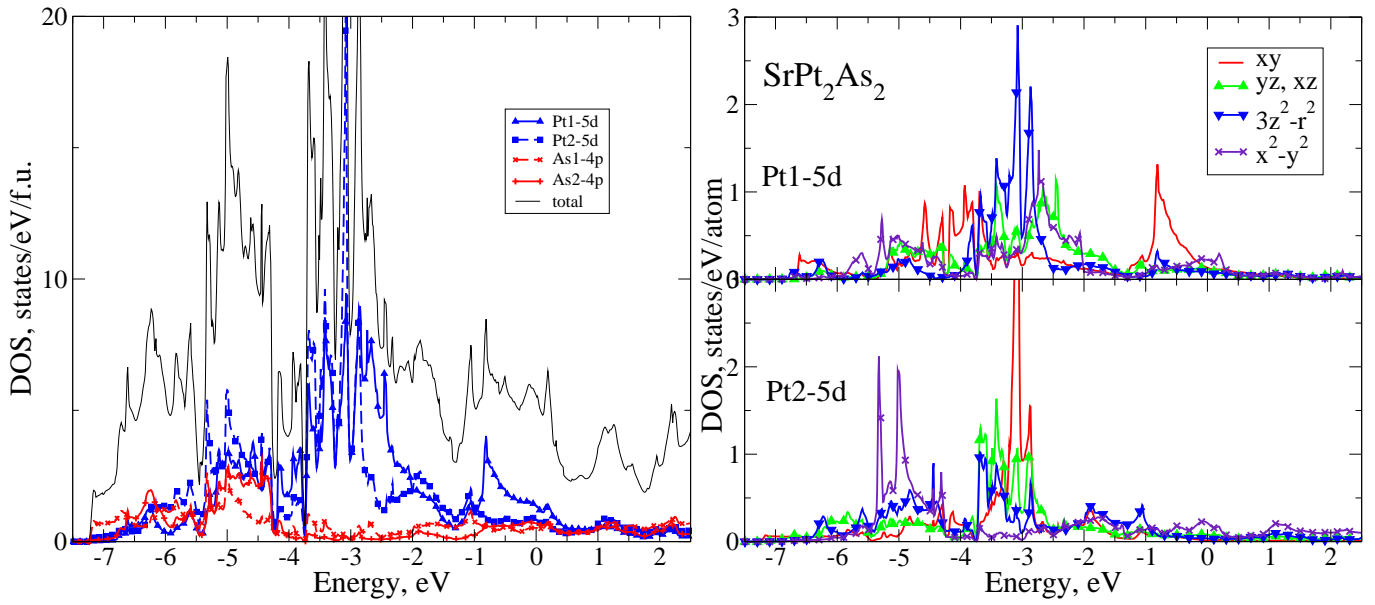 20
10
0
DOS, states/eV/f.u.
Pt1-5d
Pt2-5d
As1-4p
As2-4p
total
-7 -6 -5 -4 -3 -2 -1 0 1 2
Energy, eV
3
2
1
0
SrPt₂As₂
Pt1-5d
xy
yz, xz
3z²-r²
x²-y²
DOS, states/eV/atom
2
1
0
Pt2-5d
-7 -6 -5 -4 -3 -2 -1 0 1 2
Energy, eV